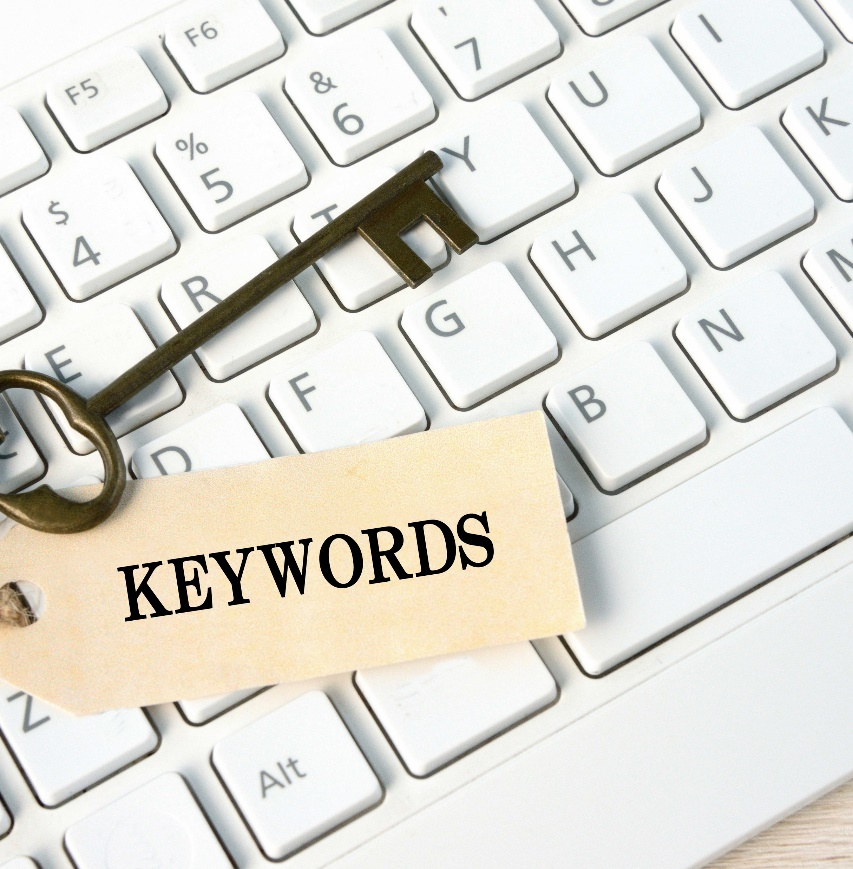 F5 F6
$ 4 % 5 & 6 ' 7 U I
E R T Y H J K
D F G B N M
KEYWORDS
Z Alt